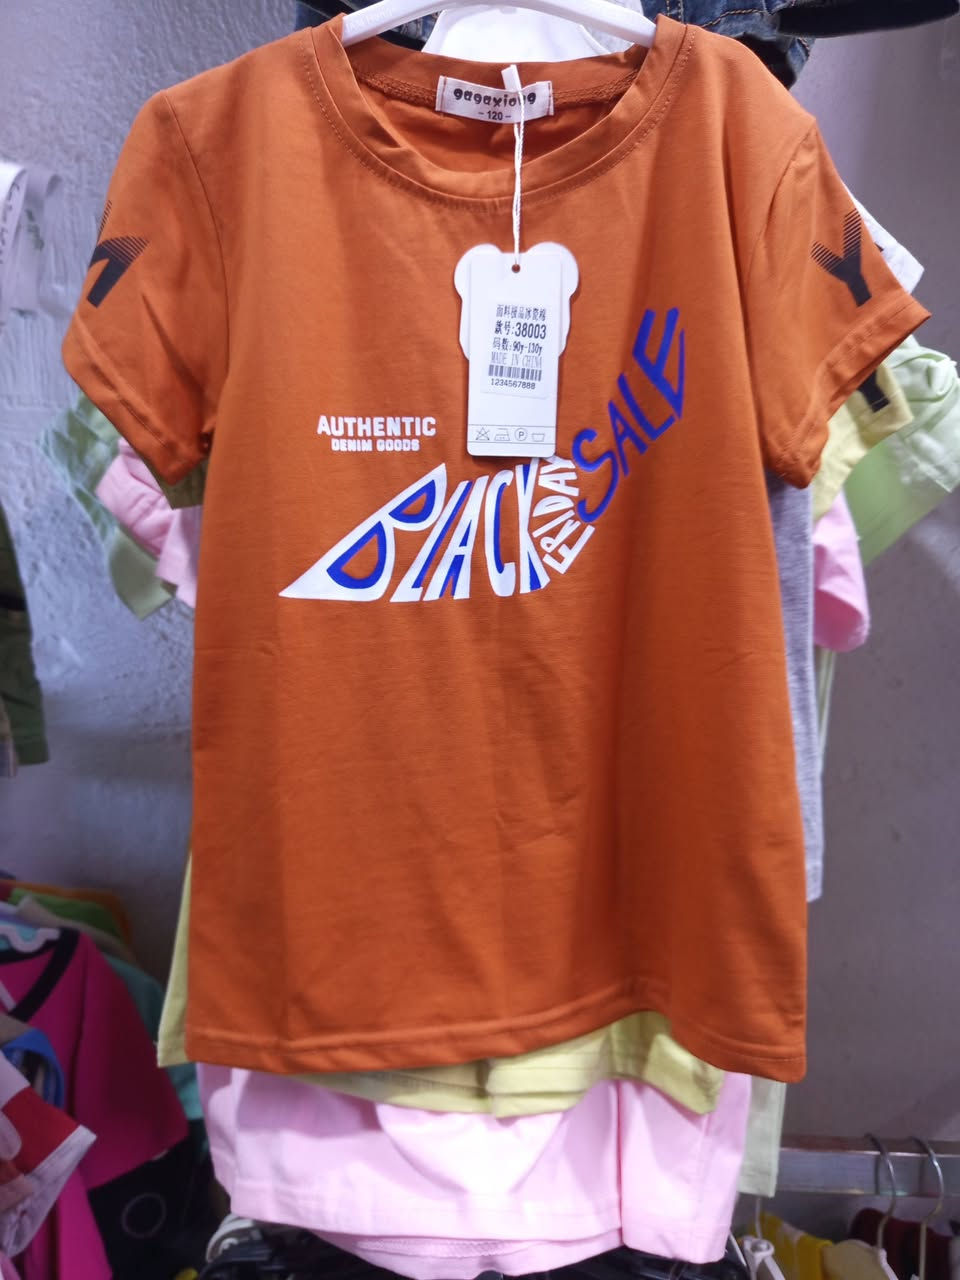 gagaxiong
-120-
面料极品冰瓷棉
款号:38003
码数:90y-130y
MADE IN CHINA
1234567888
P
Y
AUTHENTIC
DENIM GOODS
BLACK
FRIDAY
SALE